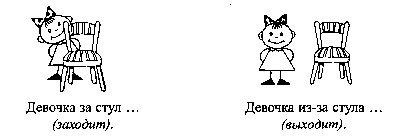 Девочка за стул ...
(заходит).
Девочка из-за стула ...
(выходит).